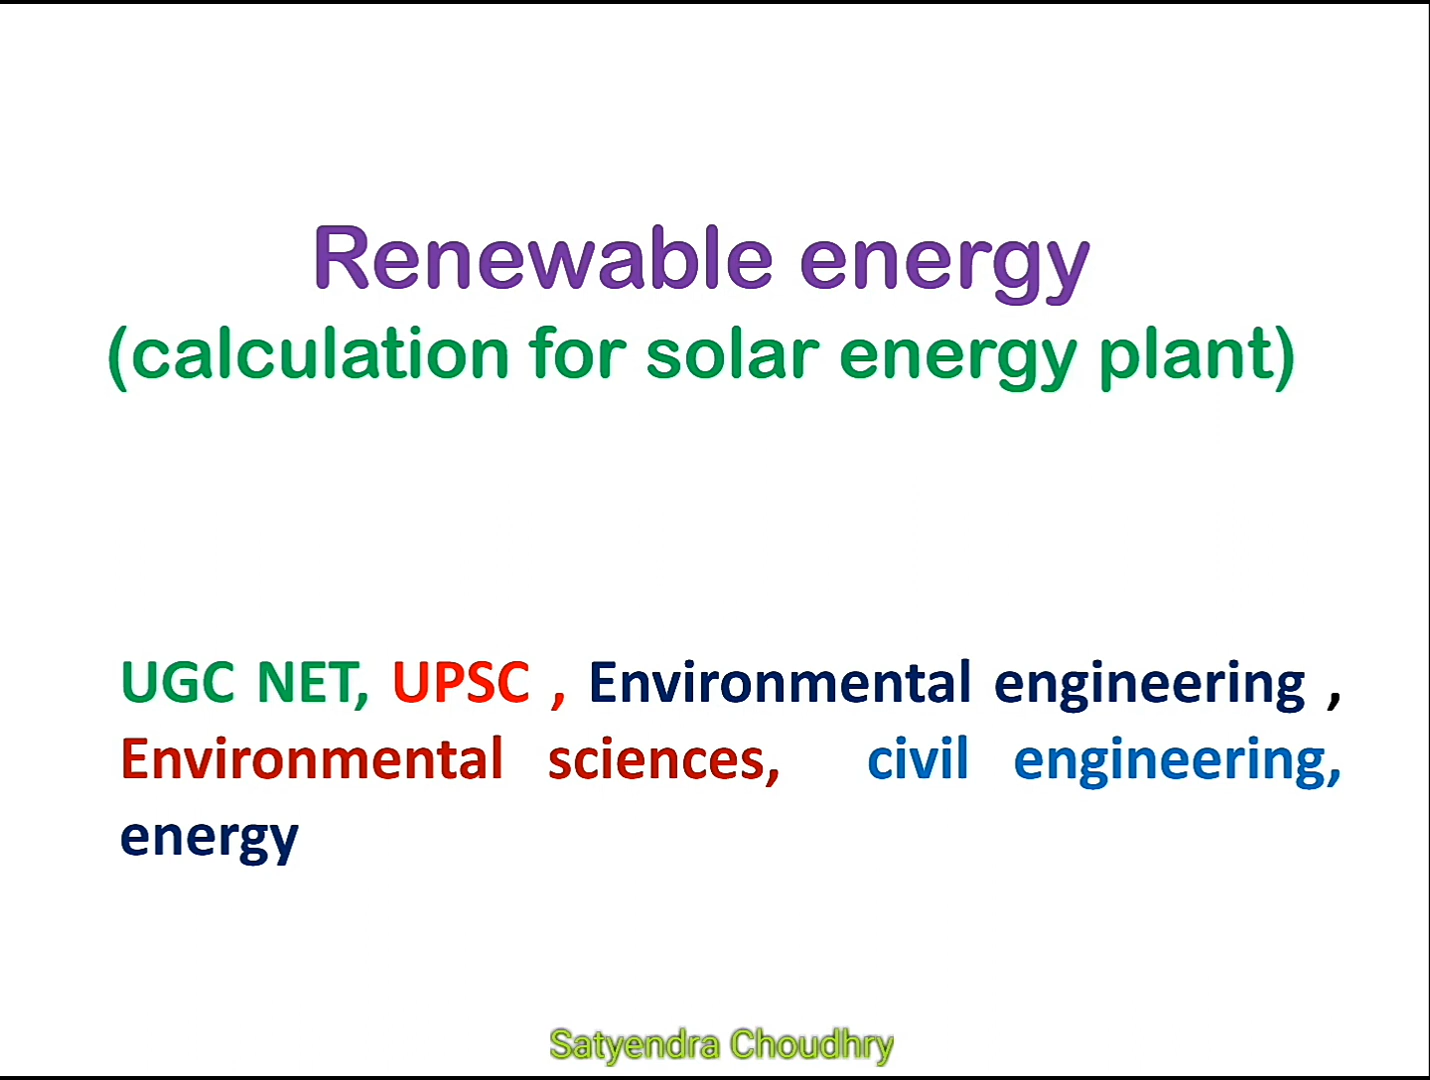 Renewable energy
(calculation for solar energy plant)
UGC NET, UPSC , Environmental engineering ,
Environmental sciences, civil engineering,
energy
Satyendra Choudhry